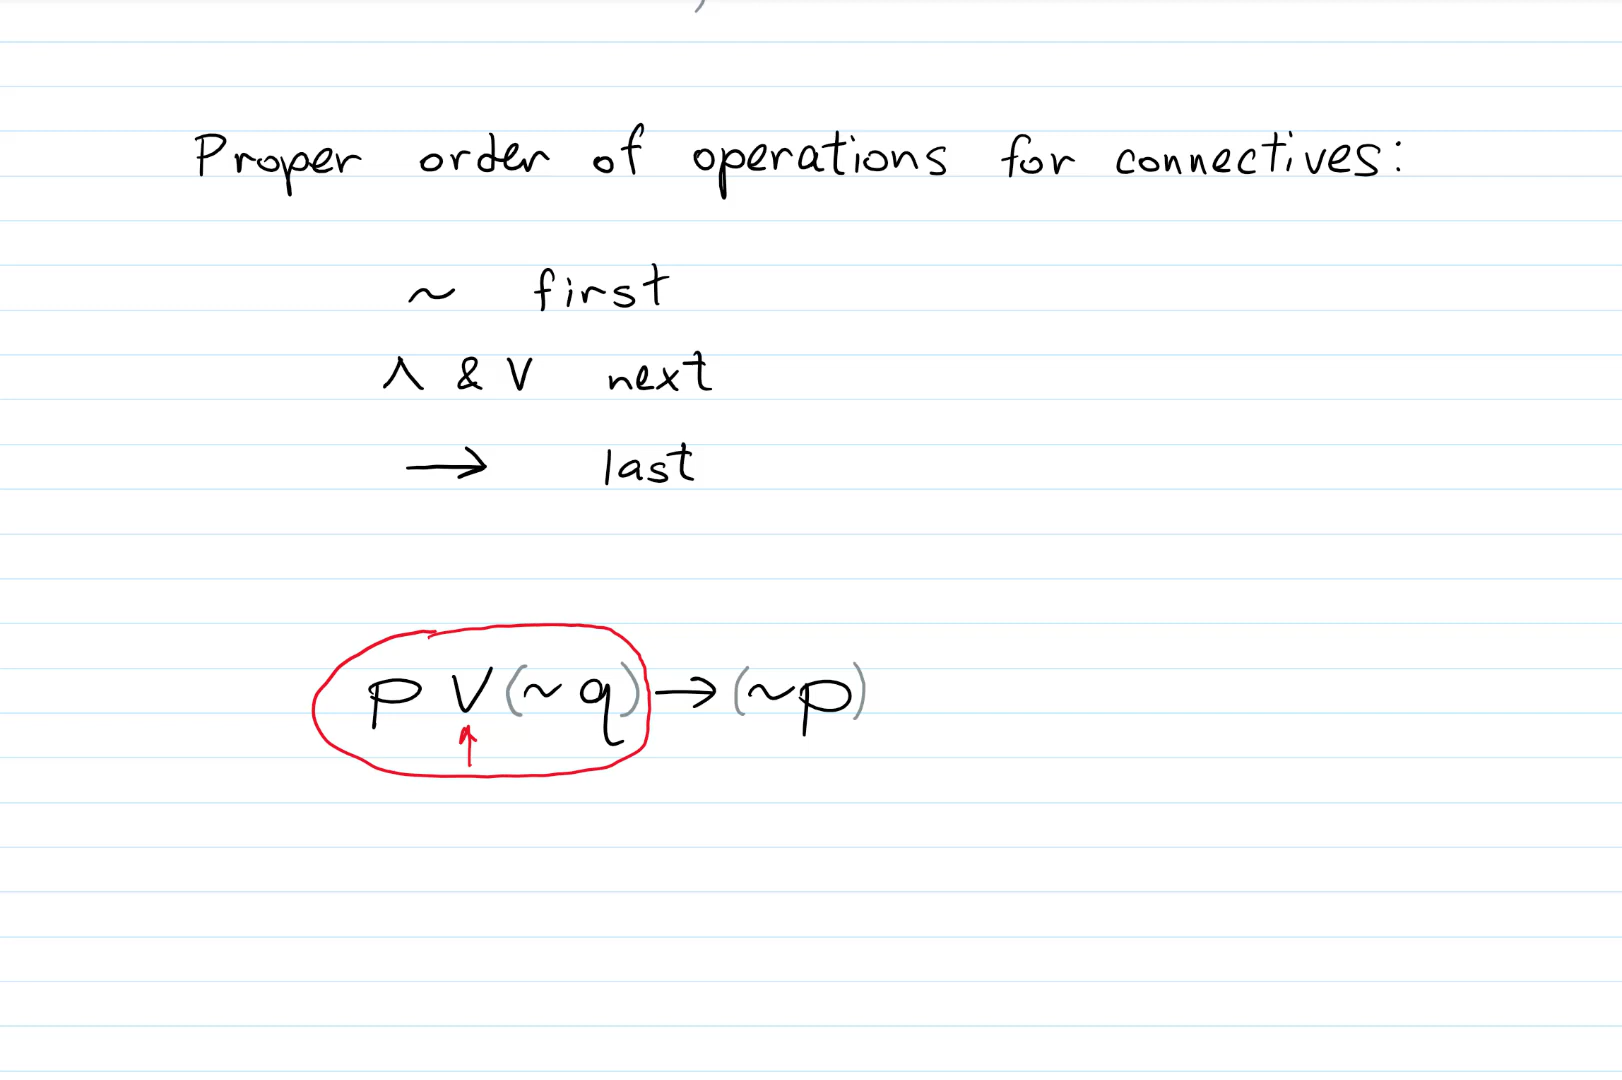 Proper order of operations for connectives:
~ first
∧ & ∨ next
→ last
p ∨ (~q) → (~p)